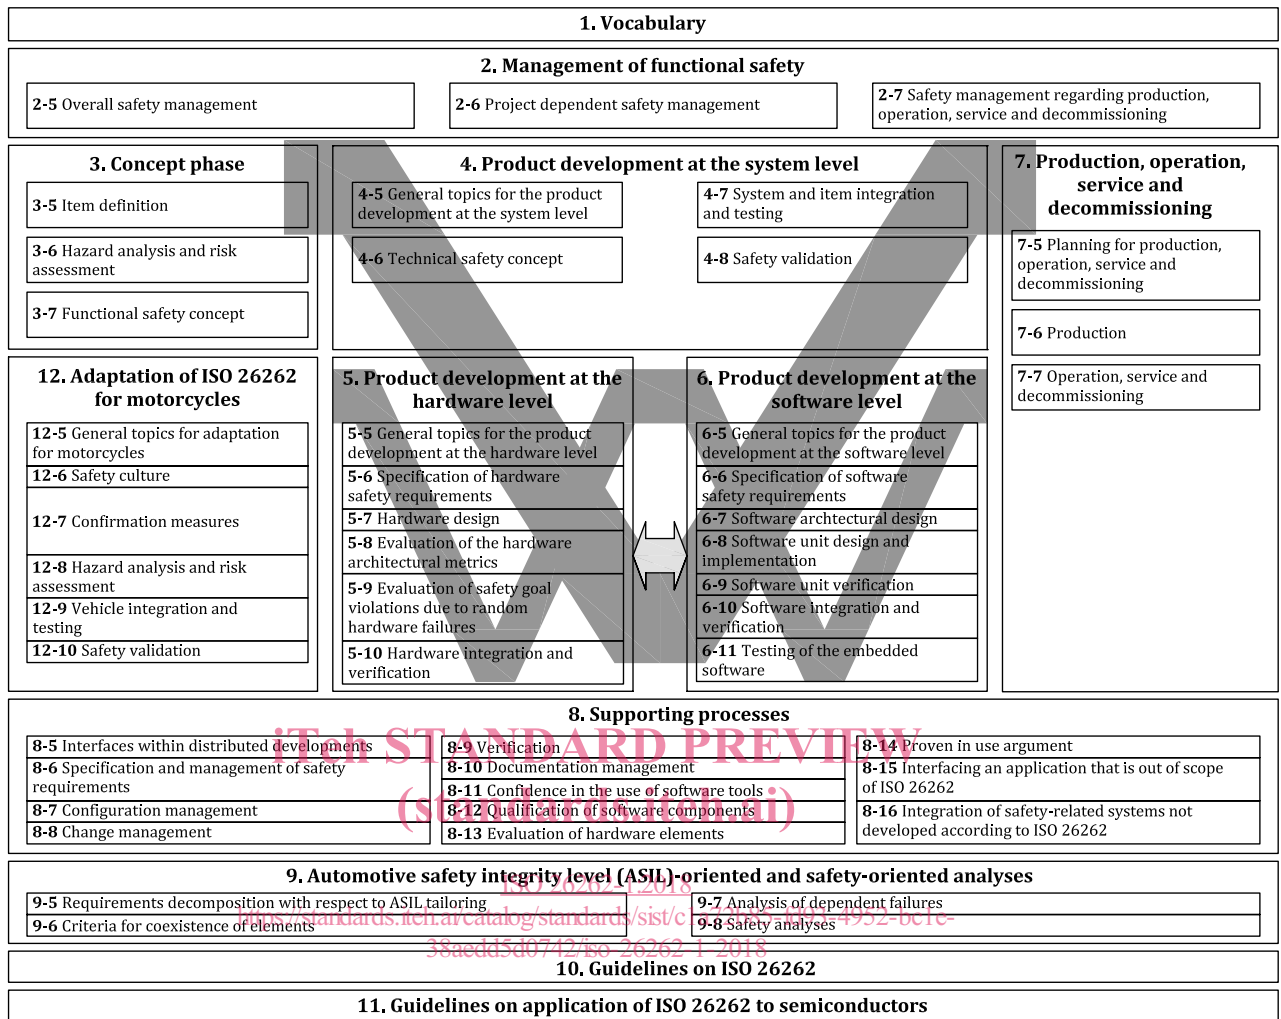 1. Vocabulary
2. Management of functional safety
2-5 Overall safety management
2-6 Project dependent safety management
2-7 Safety management regarding production,
operation, service and decommissioning
3. Concept phase
3-5 Item definition
3-6 Hazard analysis and risk
assessment
3-7 Functional safety concept
4. Product development at the system level
4-5 General topics for the product
development at the system level
4-6 Technical safety concept
4-7 System and item integration
and testing
4-8 Safety validation
7. Production, operation,
service and
decommissioning
7-5 Planning for production,
operation, service and
decommissioning
7-6 Production
7-7 Operation, service and
decommissioning
12. Adaptation of ISO 26262
for motorcycles
12-5 General topics for adaptation
for motorcycles
12-6 Safety culture
12-7 Confirmation measures
12-8 Hazard analysis and risk
assessment
12-9 Vehicle integration and
testing
12-10 Safety validation
5. Product development at the
hardware level
5-5 General topics for the product
development at the hardware level
5-6 Specification of hardware
safety requirements
5-7 Hardware design
5-8 Evaluation of the hardware
architectural metrics
5-9 Evaluation of safety goal
violations due to random
hardware failures
5-10 Hardware integration and
verification
6. Product development at the
software level
6-5 General topics for the product
development at the software level
6-6 Specification of software
safety requirements
6-7 Software archtectural design
6-8 Software unit design and
implementation
6-9 Software unit verification
6-10 Software integration and
verification
6-11 Testing of the embedded
software
8. Supporting processes
8-5 Interfaces within distributed developments
8-6 Specification and management of safety
requirements
8-7 Configuration management
8-8 Change management
8-9 Verification
8-10 Documentation management
8-11 Confidence in the use of software tools
8-12 Qualification of software components
8-13 Evaluation of hardware elements
8-14 Proven in use argument
8-15 Interfacing an application that is out of scope
of ISO 26262
8-16 Integration of safety-related systems not
developed according to ISO 26262
iTeh STANDARD PREVIEW
(standards.iteh.ai)
9. Automotive safety integrity level (ASIL)-oriented and safety-oriented analyses
9-5 Requirements decomposition with respect to ASIL tailoring
9-6 Criteria for coexistence of elements
9-7 Analysis of dependent failures
9-8 Safety analyses
ISO 26262-1:2018
38aedd5d0742/iso-26262-1-2018
10. Guidelines on ISO 26262
11. Guidelines on application of ISO 26262 to semiconductors